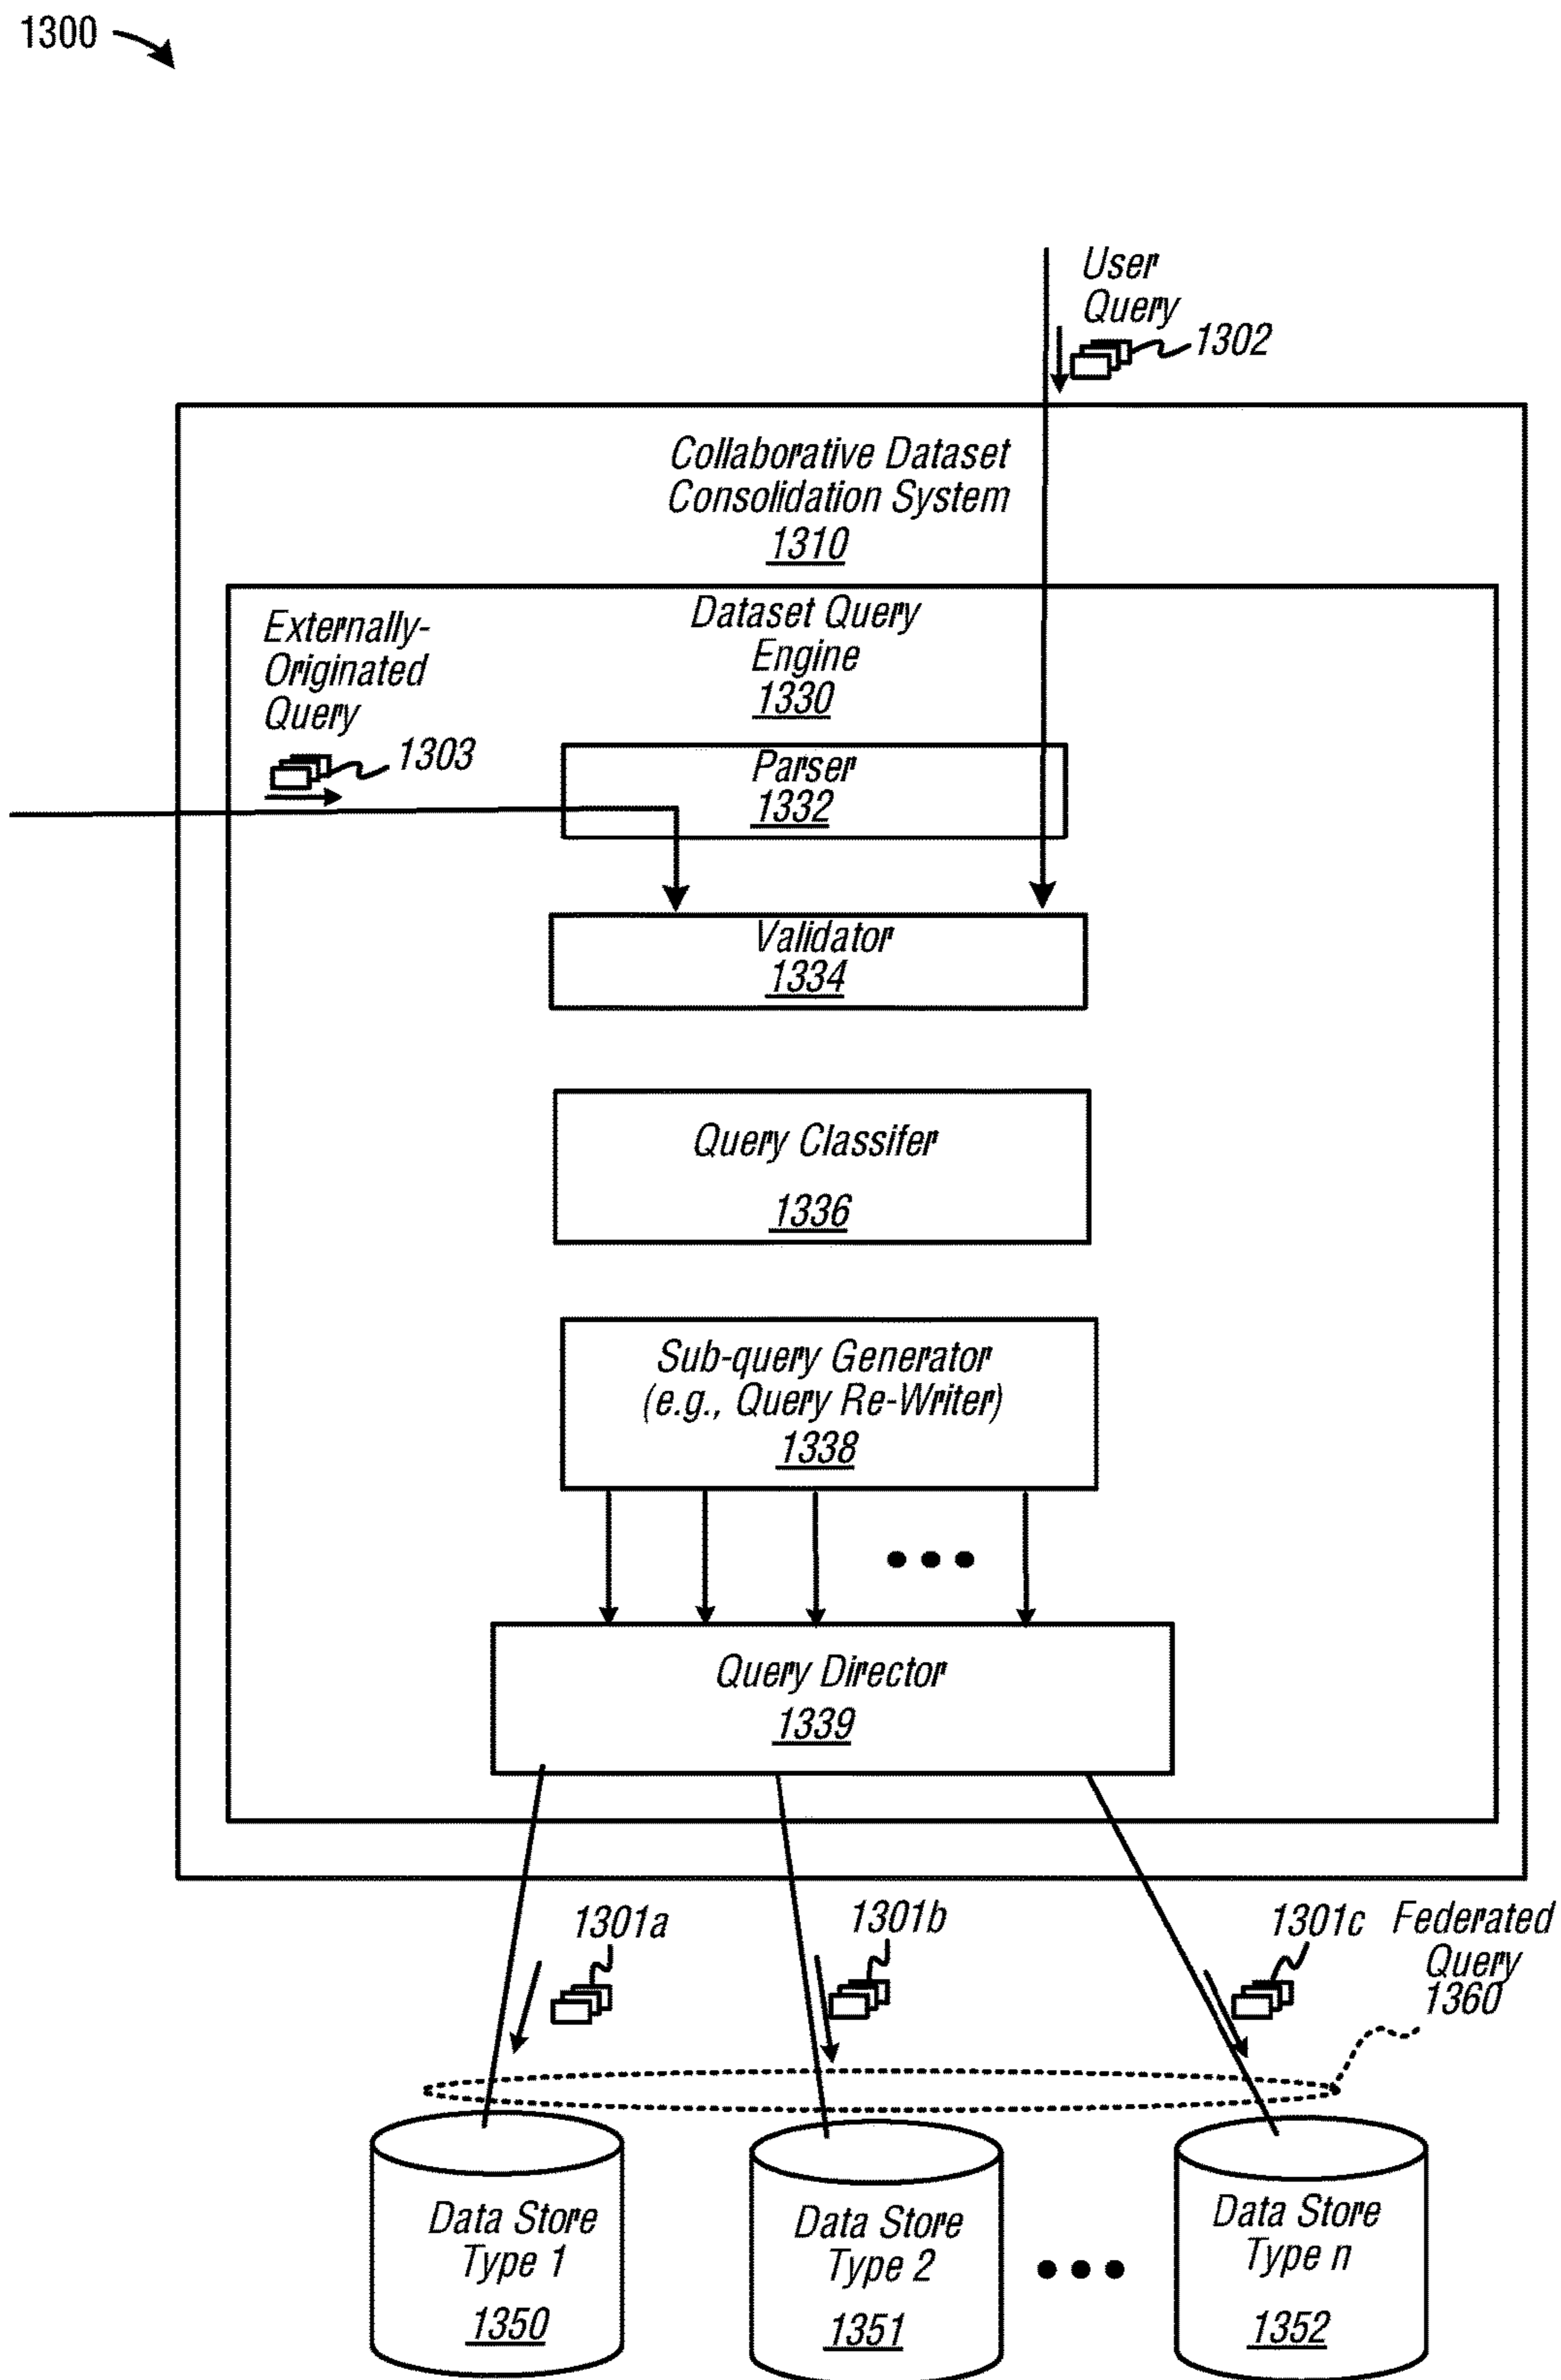 1300
User
Query
1302
Collaborative Dataset
Consolidation System
1310
Externally-
Originated
Query
1303
Dataset Query
Engine
1330
Parser
1332
Validator
1334
Query Classifer
1336
Sub-query Generator
(e.g., Query Re-Writer)
1338
Query Director
1339
1301a
1301b
1301c
Federated
Query
1360
Data Store
Type 1
1350
Data Store
Type 2
1351
Data Store
Type n
1352